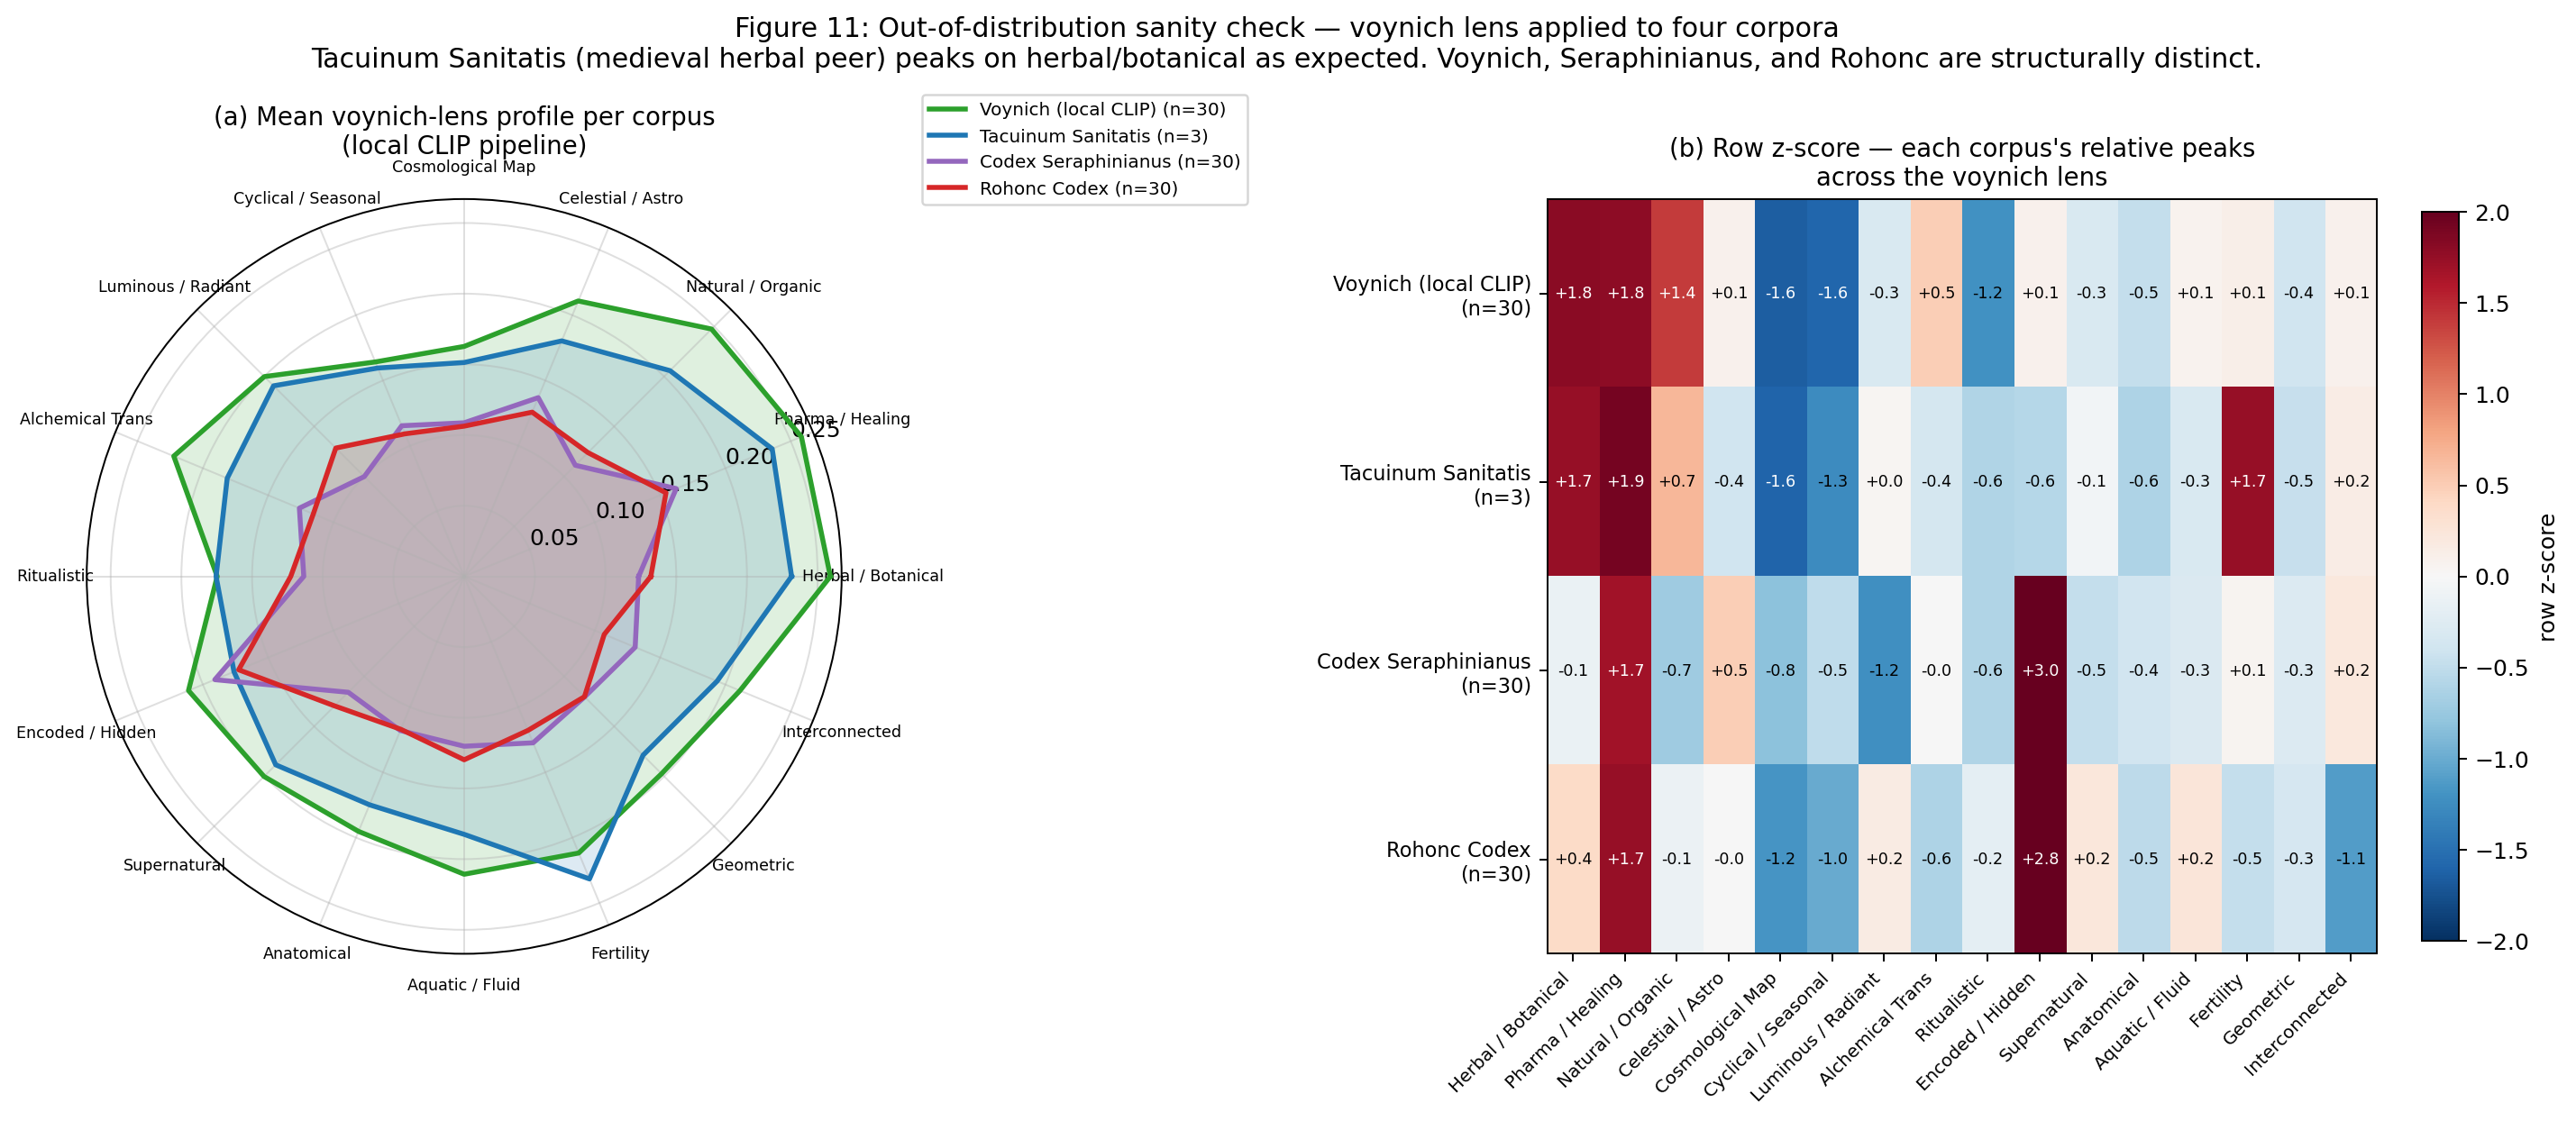 Figure 11: Out-of-distribution sanity check — voynich lens applied to four corpora
Tacuinum Sanitatis (medieval herbal peer) peaks on herbal/botanical as expected. Voynich, Seraphinianus, and Rohonc are structurally distinct.
(a) Mean voynich-lens profile per corpus
(local CLIP pipeline)
Cosmological Map
Cyclical / Seasonal
Celestial / Astro
Luminous / Radiant
Natural / Organic
Alchemical Trans
Pharma / Healing
0.25
0.20
0.15
0.10
0.05
Ritualistic
Herbal / Botanical
Encoded / Hidden
Interconnected
Supernatural
Geometric
Anatomical
Fertility
Aquatic / Fluid
Voynich (local CLIP) (n=30)
Tacuinum Sanitatis (n=3)
Codex Seraphinianus (n=30)
Rohonc Codex (n=30)
(b) Row z-score — each corpus's relative peaks
across the voynich lens
Voynich (local CLIP)
(n=30)
+1.8 +1.8 +1.4 +0.1 -1.6 -1.6 -0.3 +0.5 -1.2 +0.1 -0.3 -0.5 +0.1 +0.1 -0.4 +0.1
Tacuinum Sanitatis
(n=3)
+1.7 +1.9 +0.7 -0.4 -1.6 -1.3 +0.0 -0.4 -0.6 -0.6 -0.1 -0.6 -0.3 +1.7 -0.5 +0.2
Codex Seraphinianus
(n=30)
-0.1 +1.7 -0.7 +0.5 -0.8 -0.5 -1.2 -0.0 -0.6 +3.0 -0.5 -0.4 -0.3 +0.1 -0.3 +0.2
Rohonc Codex
(n=30)
+0.4 +1.7 -0.1 -0.0 -1.2 -1.0 +0.2 -0.6 -0.2 +2.8 +0.2 -0.5 +0.2 -0.5 -0.3 -1.1
Herbal / Botanical
Pharma / Healing
Natural / Organic
Celestial / Astro
Cosmological Map
Cyclical / Seasonal
Luminous / Radiant
Alchemical Trans
Ritualistic
Encoded / Hidden
Supernatural
Anatomical
Aquatic / Fluid
Fertility
Geometric
Interconnected
2.0
1.5
1.0
0.5
0.0
−0.5
−1.0
−1.5
−2.0
row z-score